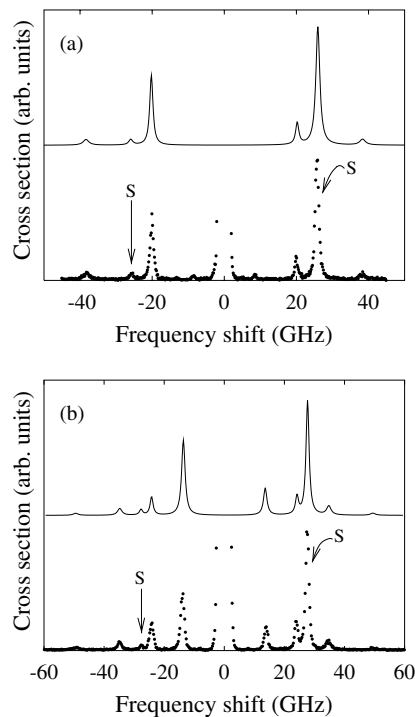 (a)
Cross section (arb. units)
S
S
-40 -20 0 20 40
Frequency shift (GHz)
(b)
Cross section (arb. units)
S
S
-60 -40 -20 0 20 40 60
Frequency shift (GHz)